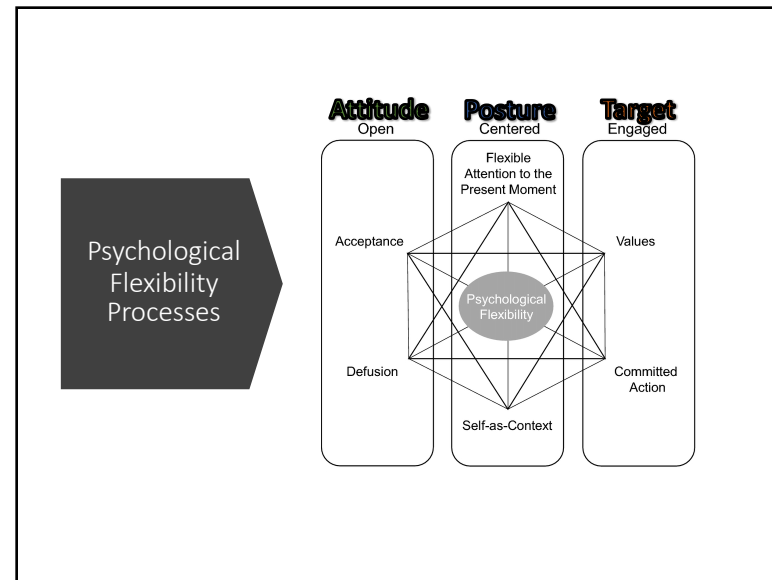 Psychological
Flexibility
Processes
Attitude
Open
Posture
Centered
Target
Engaged
Flexible
Attention to the
Present Moment
Acceptance
Values
Psychological
Flexibility
Defusion
Committed
Action
Self-as-Context